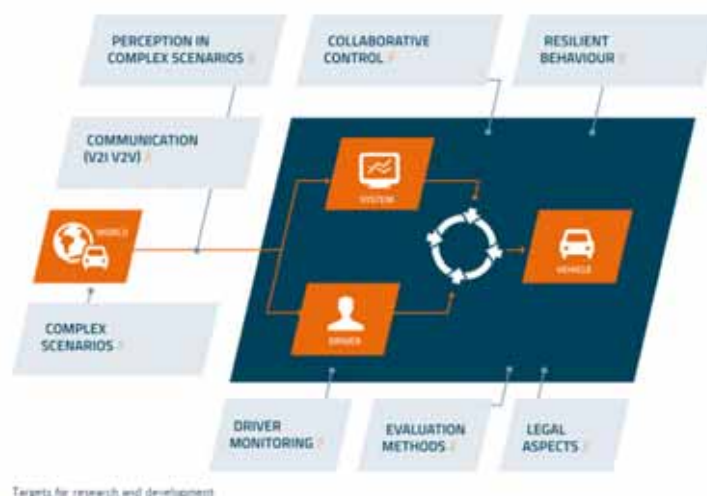 PERCEPTION IN
COMPLEX SCENARIOS
COLLABORATIVE
CONTROL
RESILIENT
BEHAVIOUR
COMMUNICATION
(V2I V2V)
SYSTEM
WORLD
VEHICLE
DRIVER
COMPLEX
SCENARIOS
DRIVER
MONITORING
EVALUATION
METHODS
LEGAL
ASPECTS
Targets for research and development